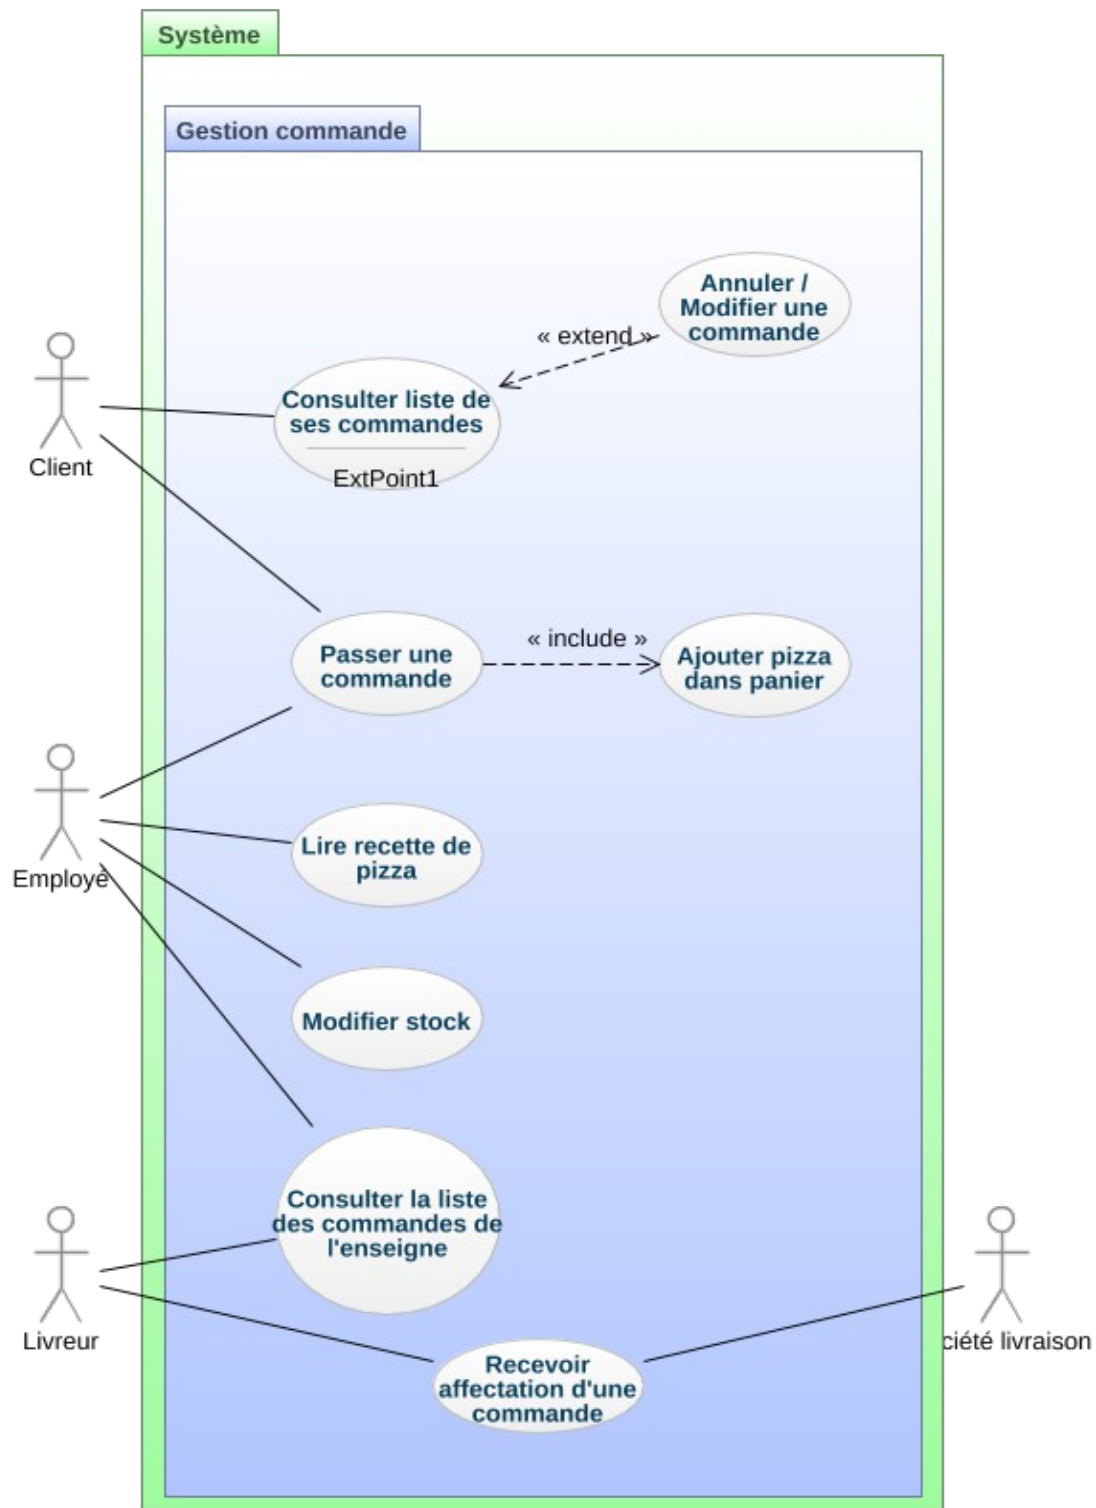 Système
Gestion commande
Annuler /
Modifier une
commande
« extend »
Consulter liste de
ses commandes
ExtPoint1
Client
« include »
Passer une
commande
Ajouter pizza
dans panier
Employé
Lire recette de
pizza
Modifier stock
Consulter la liste
des commandes de
l'enseigne
Livreur
ciété livraison
Recevoir
affectation d'une
commande